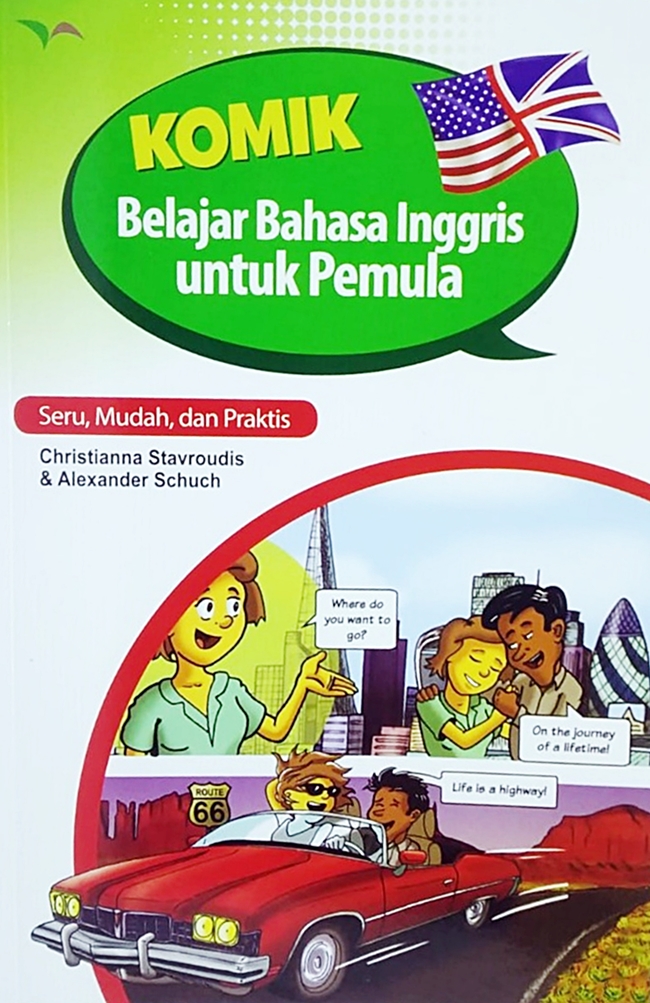 KOMIK
Belajar Bahasa Inggris
untuk Pemula
Seru, Mudah, dan Praktis
Christianna Stavroudis
& Alexander Schuch
Where do
you want to
go?
On the journey
of a lifetime!
Life is a highway!
ROUTE
66